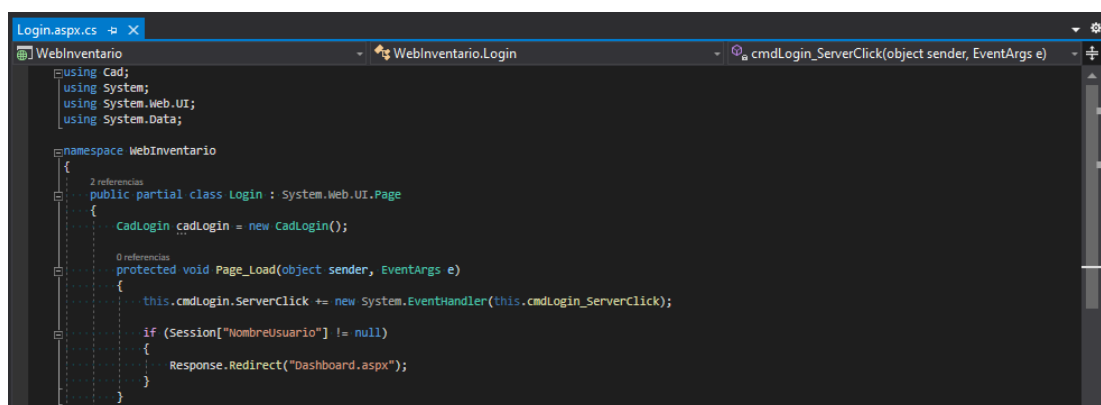 Login.aspx.cs
WebInventario WebInventario.Login cmdLogin_ServerClick(object sender, EventArgs e)
using Cad;
using System;
using System.Web.UI;
using System.Data;
namespace WebInventario
{
2 referencias
public partial class Login : System.Web.UI.Page
{
CadLogin cadLogin = new CadLogin();
0 referencias
protected void Page_Load(object sender, EventArgs e)
{
this.cmdLogin.ServerClick += new System.EventHandler(this.cmdLogin_ServerClick);
if (Session["NombreUsuario"] != null)
{
Response.Redirect("Dashboard.aspx");
}
}